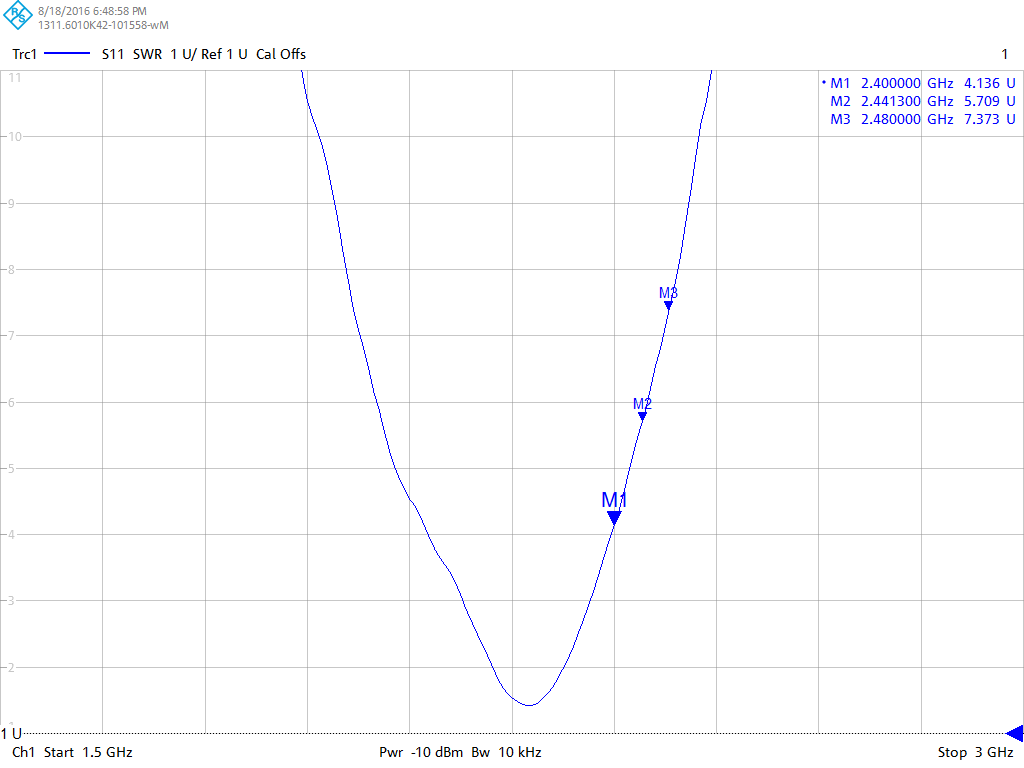 R&S
8/18/2016 6:48:58 PM
1311.6010K42-101558-wM
Trc1 S11 SWR 1 U/ Ref 1 U Cal Offs 1
11
• M1 2.400000 GHz 4.136 U
M2 2.441300 GHz 5.709 U
M3 2.480000 GHz 7.373 U
10
9
8
M3
7
6
M2
5
M1
4
3
2
1
1 U
Ch1 Start 1.5 GHz Pwr -10 dBm Bw 10 kHz Stop 3 GHz